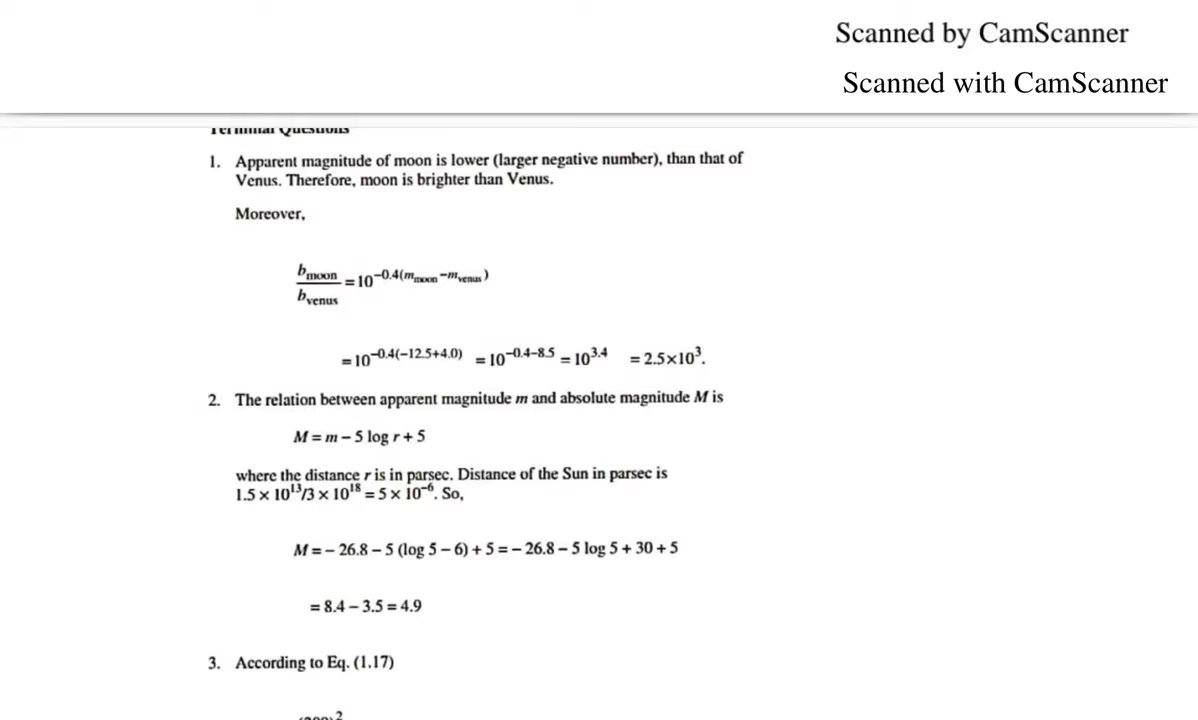 Scanned by CamScanner
Scanned with CamScanner
Terminal Questions
1. Apparent magnitude of moon is lower (larger negative number), than that of
Venus. Therefore, moon is brighter than Venus.
Moreover,
b_moon / b_venus = 10^{-0.4(m_moon - m_venus)}
= 10^{-0.4(-12.5+4.0)} = 10^{-0.4-8.5} = 10^{3.4} = 2.5×10^3.
2. The relation between apparent magnitude m and absolute magnitude M is
M = m – 5 log r + 5
where the distance r is in parsec. Distance of the Sun in parsec is
1.5 × 10^{13}/3 × 10^{18} = 5 × 10^{-6}. So,
M = – 26.8 – 5 (log 5 – 6) + 5 = – 26.8 – 5 log 5 + 30 + 5
= 8.4 – 3.5 = 4.9
3. According to Eq. (1.17)